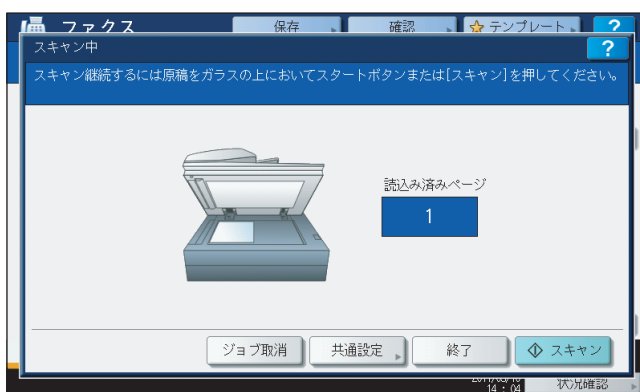 ファクス
保存
確認
テンプレート
?
スキャン中
?
スキャン継続するには原稿をガラスの上においてスタートボタンまたは[スキャン]を押してください。
読込み済みページ
1
ジョブ取消
共通設定
終了
スキャン
14 : 04
状況確認